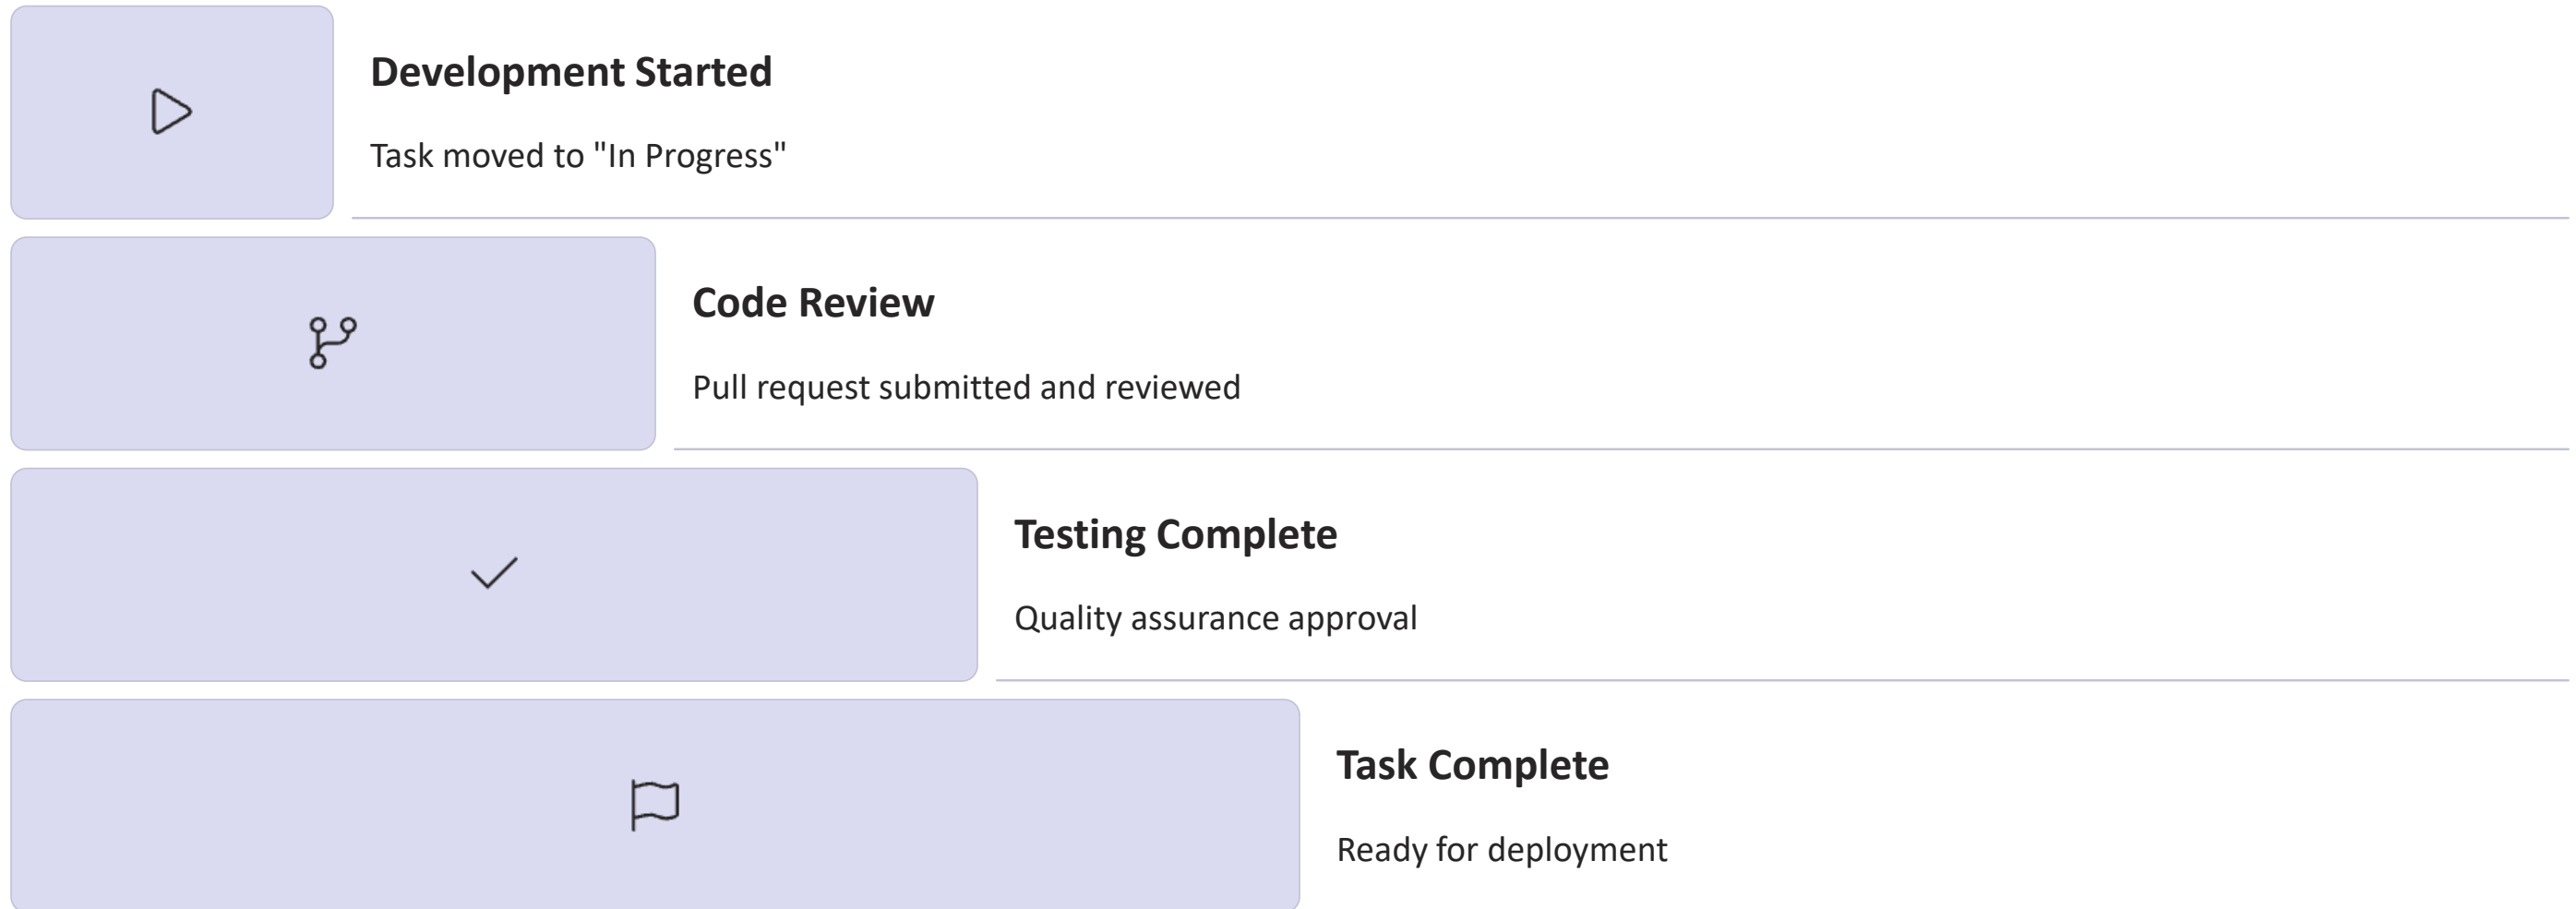 Development Started
Task moved to "In Progress"
Code Review
Pull request submitted and reviewed
Testing Complete
Quality assurance approval
Task Complete
Ready for deployment